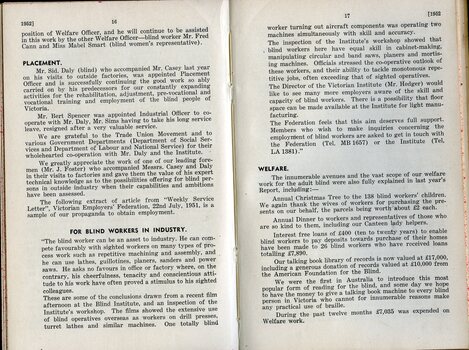 1952]
16
position of Welfare Officer, and he will continue to be assisted
in this work by the other Welfare Officer—blind worker Mr. Fred
Cann and Miss Mabel Smart (blind women's representative).
PLACEMENT.
Mr. Sid. Daly (blind) who accompanied Mr. Casey last year
on his visits to outside factories, was appointed Placement
Officer and is successfully continuing the good work so ably
carried on by his predecessors for our constantly expanding
activities for the rehabilitation, adjustment, pre-vocational and
vocational training and employment of the blind people of
Victoria.
Mr. Bert Spencer was appointed Industrial Officer to co-
operate with Mr. Daly, Mr. Sims having to take his long service
leave, resigned after a very valuable service.
We are grateful to the Trade Union Movement and to
various Government Departments (Department of Social Ser-
vices and Department of Labour and National Service) for their
wholehearted co-operation with Mr. Daly and the Institute.
We greatly appreciate the work of one of our leading fore-
men (Mr. J. Foster) who accompanied Messrs. Casey and Daly
in their visits to factories and gave them the value of his expert
technical knowledge as to the possibilities offering for blind per-
sons in outside industry when their capabilities and ambitions
have been assessed.
The following extract of article from "Weekly Service
Letter", Victorian Employers' Federation, 22nd July, 1951, is a
sample of our propaganda to obtain employment.
FOR BLIND WORKERS IN INDUSTRY.
"The blind worker can be an asset to industry. He can com-
pete favourably with sighted workers on many types of pro-
cess work such as repetitive machining and assembly, and
he can use lathes, guillotines, planers, sanders and power
saws. He asks no favours in office or factory where, on the
contrary, his cheerfulness, tenacity and conscientious atti-
tude to his work have often proved a stimulus to his sighted
colleagues.
These are some of the conclusions drawn from a recent film
afternoon at the Blind Institute, and an inspection of the
Institute's workshop. The films showed the extensive use
of blind operatives overseas as workers on drill presses,
turret lathes and similar machines. One totally blind
17
[1952
worker turning out aircraft components was operating two
machines simultaneously with skill and accuracy.
The inspection of the Institute's workshop showed that
blind workers here have equal skill in cabinet-making,
manipulating circular and band saws, planers and mortis-
ing machines. Officials stressed the co-operative outlook of
these workers, and their ability to tackle monotonous repe-
titive jobs, often exceeding that of sighted operatives.
The Director of the Victorian Institute (Mr. Hedger) would
like to see many more employers aware of the skill and
capacity of blind workers. There is a possibility that floor
space can be made available at the Institute for light manu-
facturing.
The Federation feels that this aim deserves full support.
Members who wish to make inquiries concerning the
employment of blind workers are asked to get in touch with
the Federation (Tel. MB 1657) or the Institute (Tel.
LA 1381)."
WELFARE.
The innumerable avenues and the vast scope of our welfare
work for the adult blind were also fully explained in last year's
Report, including:—
Annual Christmas Tree to the 138 blind workers' children.
We again thank the wives of workers for purchasing the pre-
sents on our behalf, the parcels being worth about £2 each.
Annual Dinner to workers and representatives of those who
are so kind to them, including our Canteen lady helpers.
Interest free loans of £400 (ten to twenty years) to enable
blind workers to pay deposits towards purchase of their homes
have been made to 26 blind workers who have received loans
totalling £7,890.
Our talking book library of records is now valued at £17,000,
including a generous donation of records valued at £10,000 from
the American Foundation for the Blind.
We were the first in Australia to introduce this most
popular form of reading for the blind, and some day we hope
to have the money to give a talking book machine to every blind
person in Victoria who cannot for innumerable reasons make
any practical use of braille.
During the past twelve months £7,035 was expended on
Welfare work.